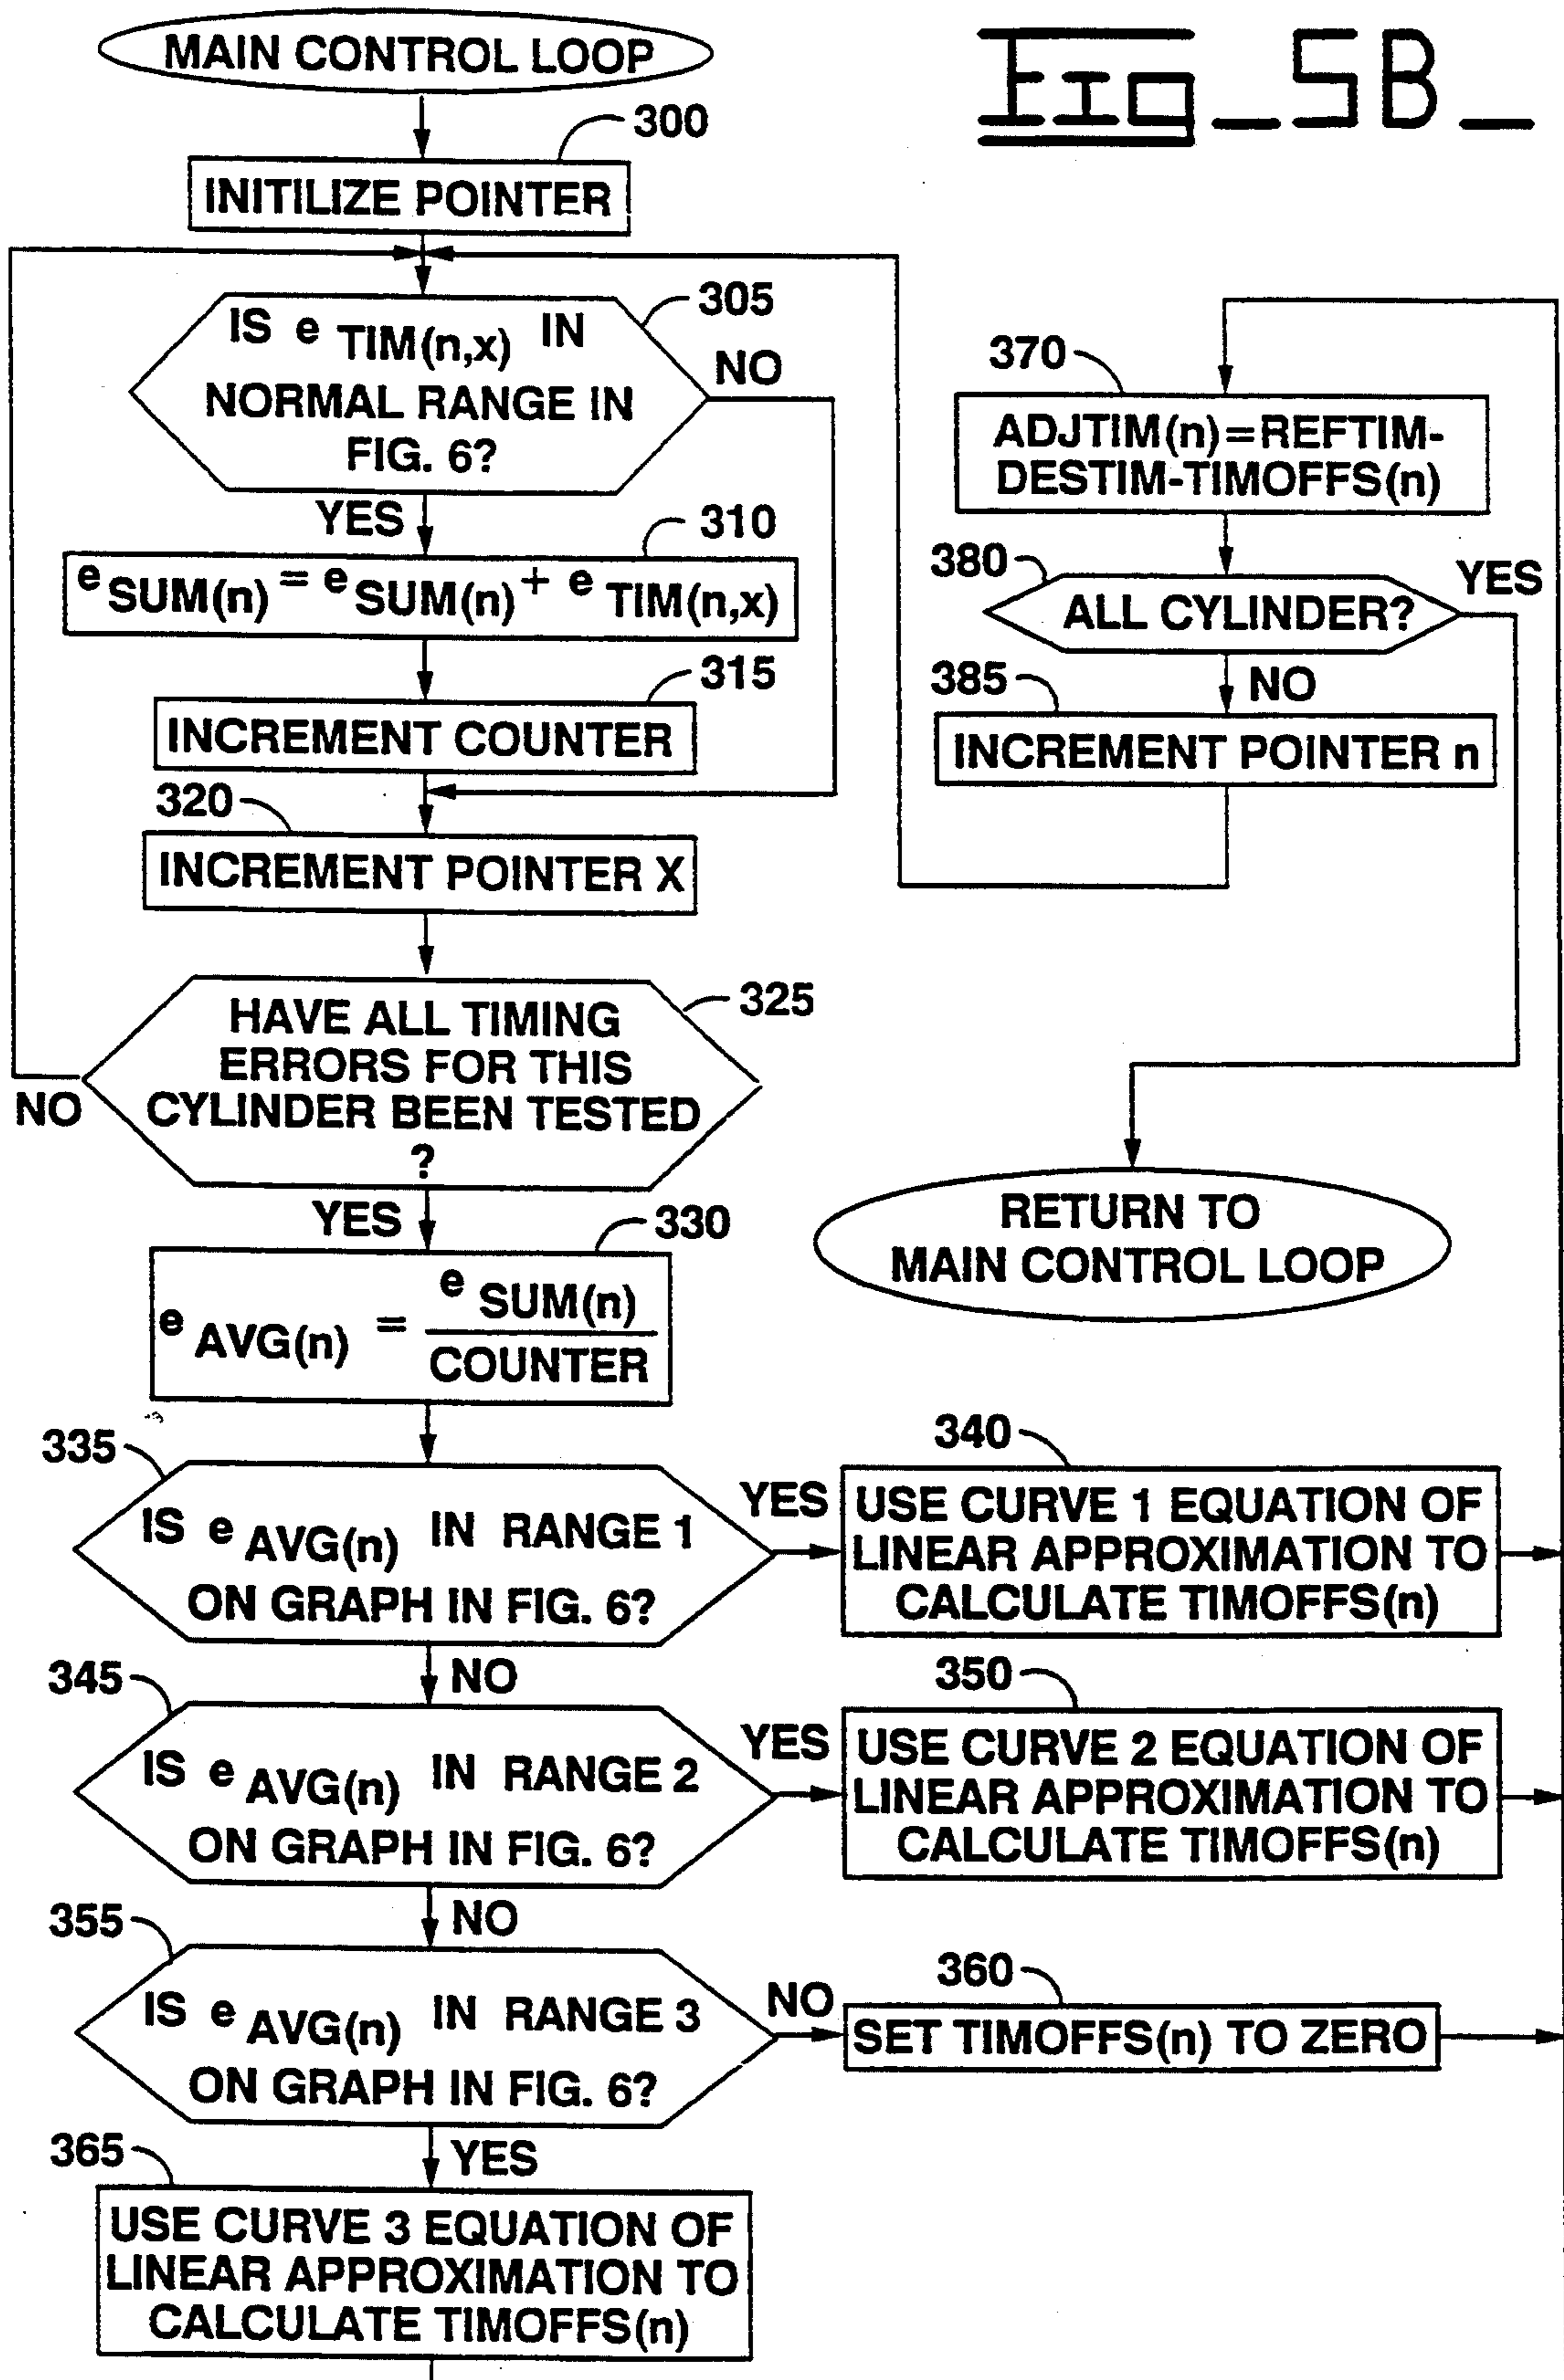 MAIN CONTROL LOOP
Fig_5B_
300
INITILIZE POINTER
305
IS e TIM(n,x) IN
NORMAL RANGE IN
FIG. 6?
NO
YES
310
e SUM(n) = e SUM(n) + e TIM(n,x)
315
INCREMENT COUNTER
320
INCREMENT POINTER X
325
HAVE ALL TIMING
ERRORS FOR THIS
CYLINDER BEEN TESTED
?
NO
YES
330
e AVG(n) = e SUM(n)
COUNTER
335
IS e AVG(n) IN RANGE 1
ON GRAPH IN FIG. 6?
YES
340
USE CURVE 1 EQUATION OF
LINEAR APPROXIMATION TO
CALCULATE TIMOFFS(n)
NO
345
IS e AVG(n) IN RANGE 2
ON GRAPH IN FIG. 6?
YES
350
USE CURVE 2 EQUATION OF
LINEAR APPROXIMATION TO
CALCULATE TIMOFFS(n)
NO
355
IS e AVG(n) IN RANGE 3
ON GRAPH IN FIG. 6?
NO
360
SET TIMOFFS(n) TO ZERO
YES
365
USE CURVE 3 EQUATION OF
LINEAR APPROXIMATION TO
CALCULATE TIMOFFS(n)
370
ADJTIM(n)=REFTIM-
DESTIM-TIMOFFS(n)
380
ALL CYLINDER?
YES
NO
385
INCREMENT POINTER n
RETURN TO
MAIN CONTROL LOOP